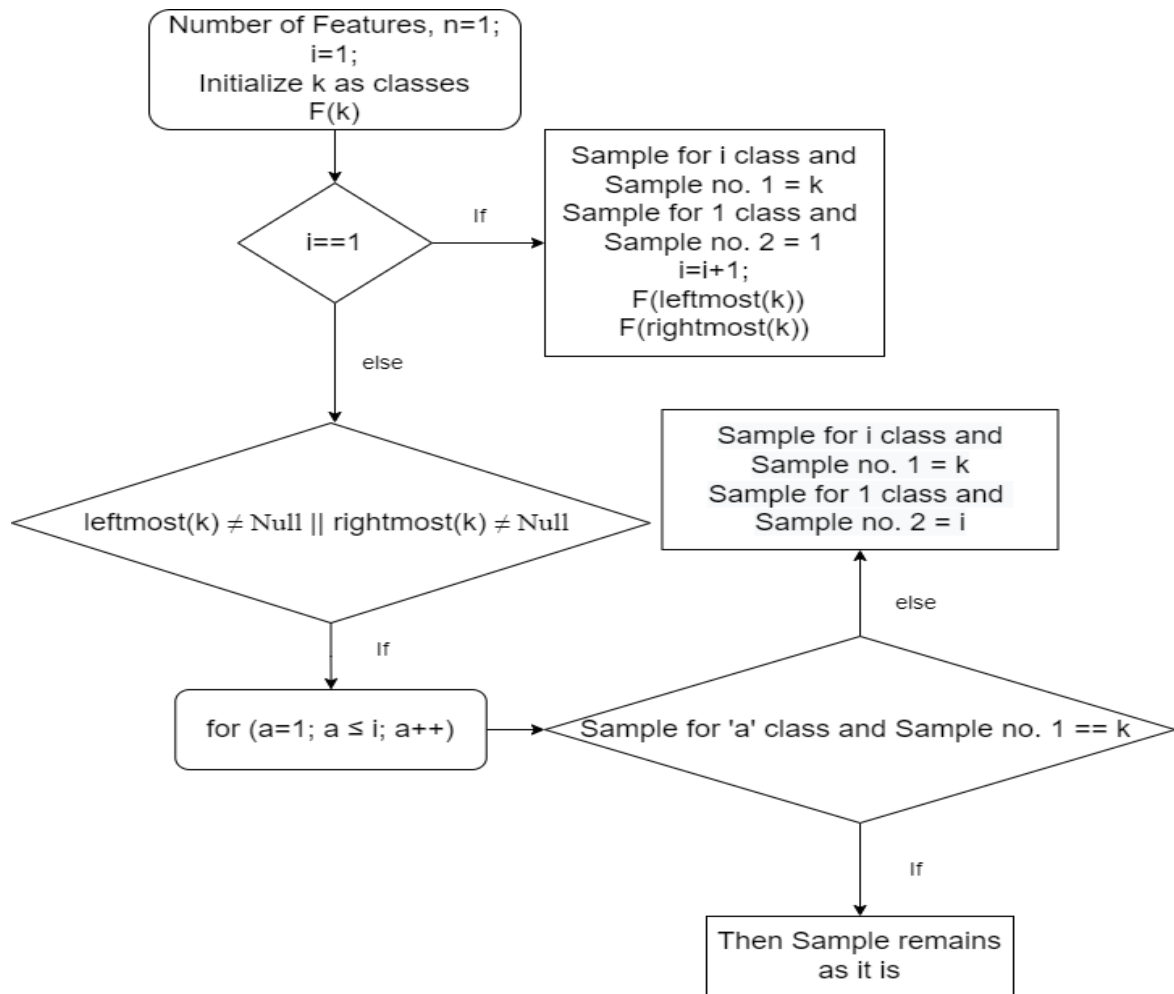 Number of Features, n=1;
i=1;
Initialize k as classes
F(k)
i==1
If
Sample for i class and
Sample no. 1 = k
Sample for 1 class and
Sample no. 2 = 1
i=i+1;
F(leftmost(k))
F(rightmost(k))
else
leftmost(k) ≠ Null || rightmost(k) ≠ Null
If
for (a=1; a ≤ i; a++)
Sample for 'a' class and Sample no. 1 == k
else
Sample for i class and
Sample no. 1 = k
Sample for 1 class and
Sample no. 2 = i
If
Then Sample remains
as it is